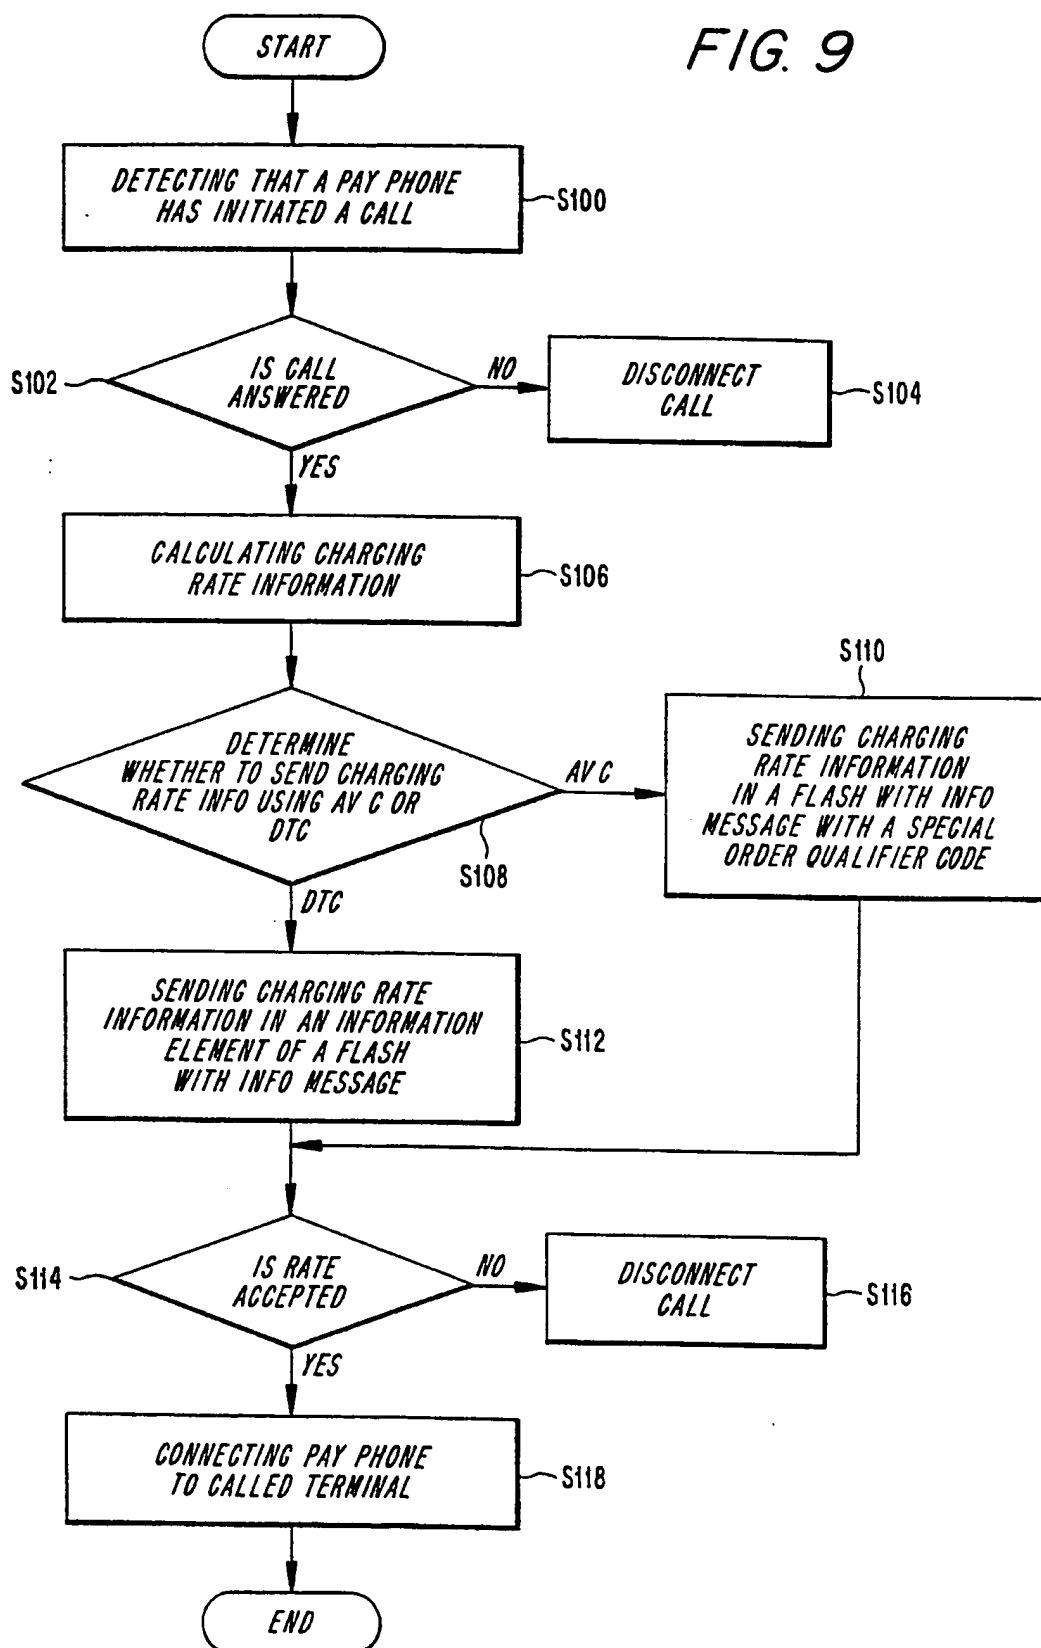 FIG. 9
START
DETECTING THAT A PAY PHONE
HAS INITIATED A CALL
S100
IS CALL
ANSWERED
S102
NO
DISCONNECT
CALL
S104
YES
CALCULATING CHARGING
RATE INFORMATION
S106
DETERMINE
WHETHER TO SEND CHARGING
RATE INFO USING AV C OR
DTC
S108
AV C
S110
SENDING CHARGING
RATE INFORMATION
IN A FLASH WITH INFO
MESSAGE WITH A SPECIAL
ORDER QUALIFIER CODE
DTC
SENDING CHARGING RATE
INFORMATION IN AN INFORMATION
ELEMENT OF A FLASH
WITH INFO MESSAGE
S112
S114
IS RATE
ACCEPTED
NO
DISCONNECT
CALL
S116
YES
CONNECTING PAY PHONE
TO CALLED TERMINAL
S118
END